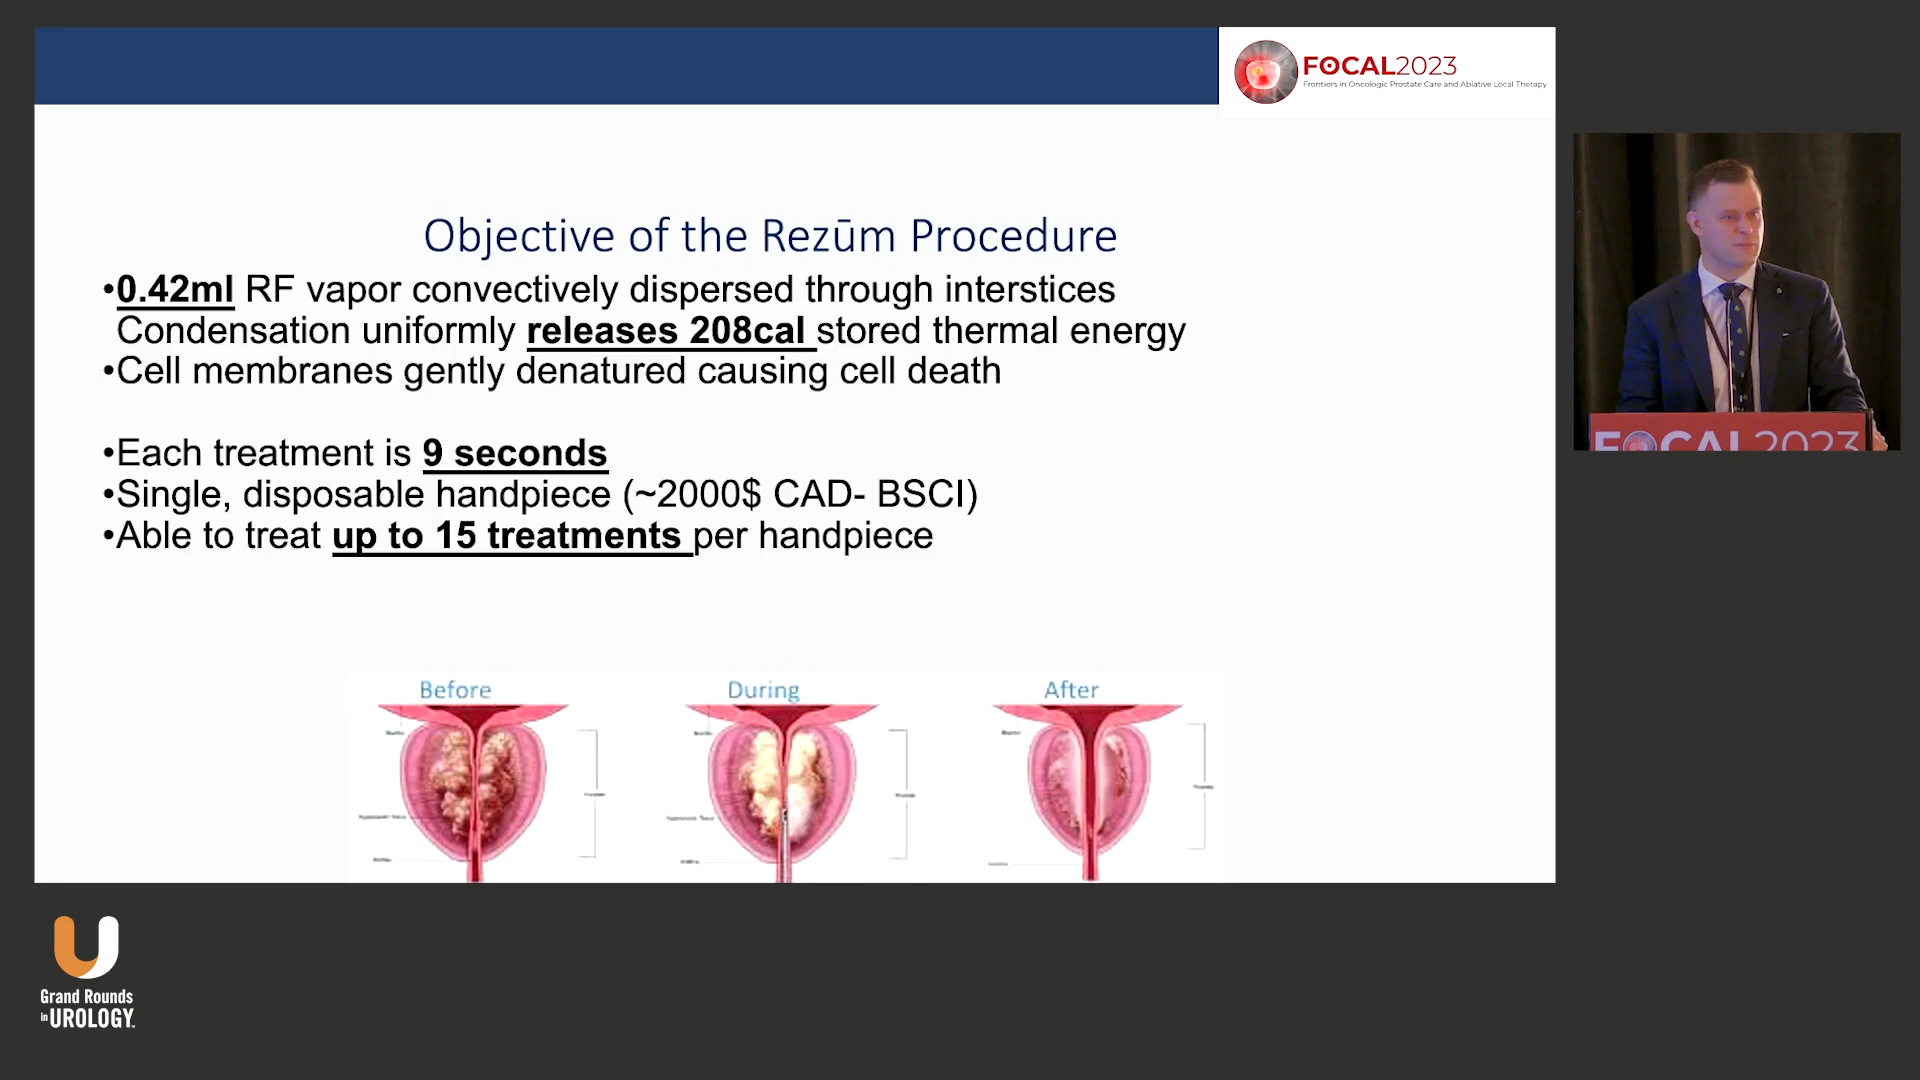 FOCAL2023
Frontiers in Oncologic Prostate Care and Ablative Local Therapy
Objective of the Rezūm Procedure
•0.42ml RF vapor convectively dispersed through interstices
Condensation uniformly releases 208cal stored thermal energy
•Cell membranes gently denatured causing cell death
•Each treatment is 9 seconds
•Single, disposable handpiece (~2000$ CAD- BSCI)
•Able to treat up to 15 treatments per handpiece
Before
During
After
FOCAL 2023
Grand Rounds
in UROLOGY